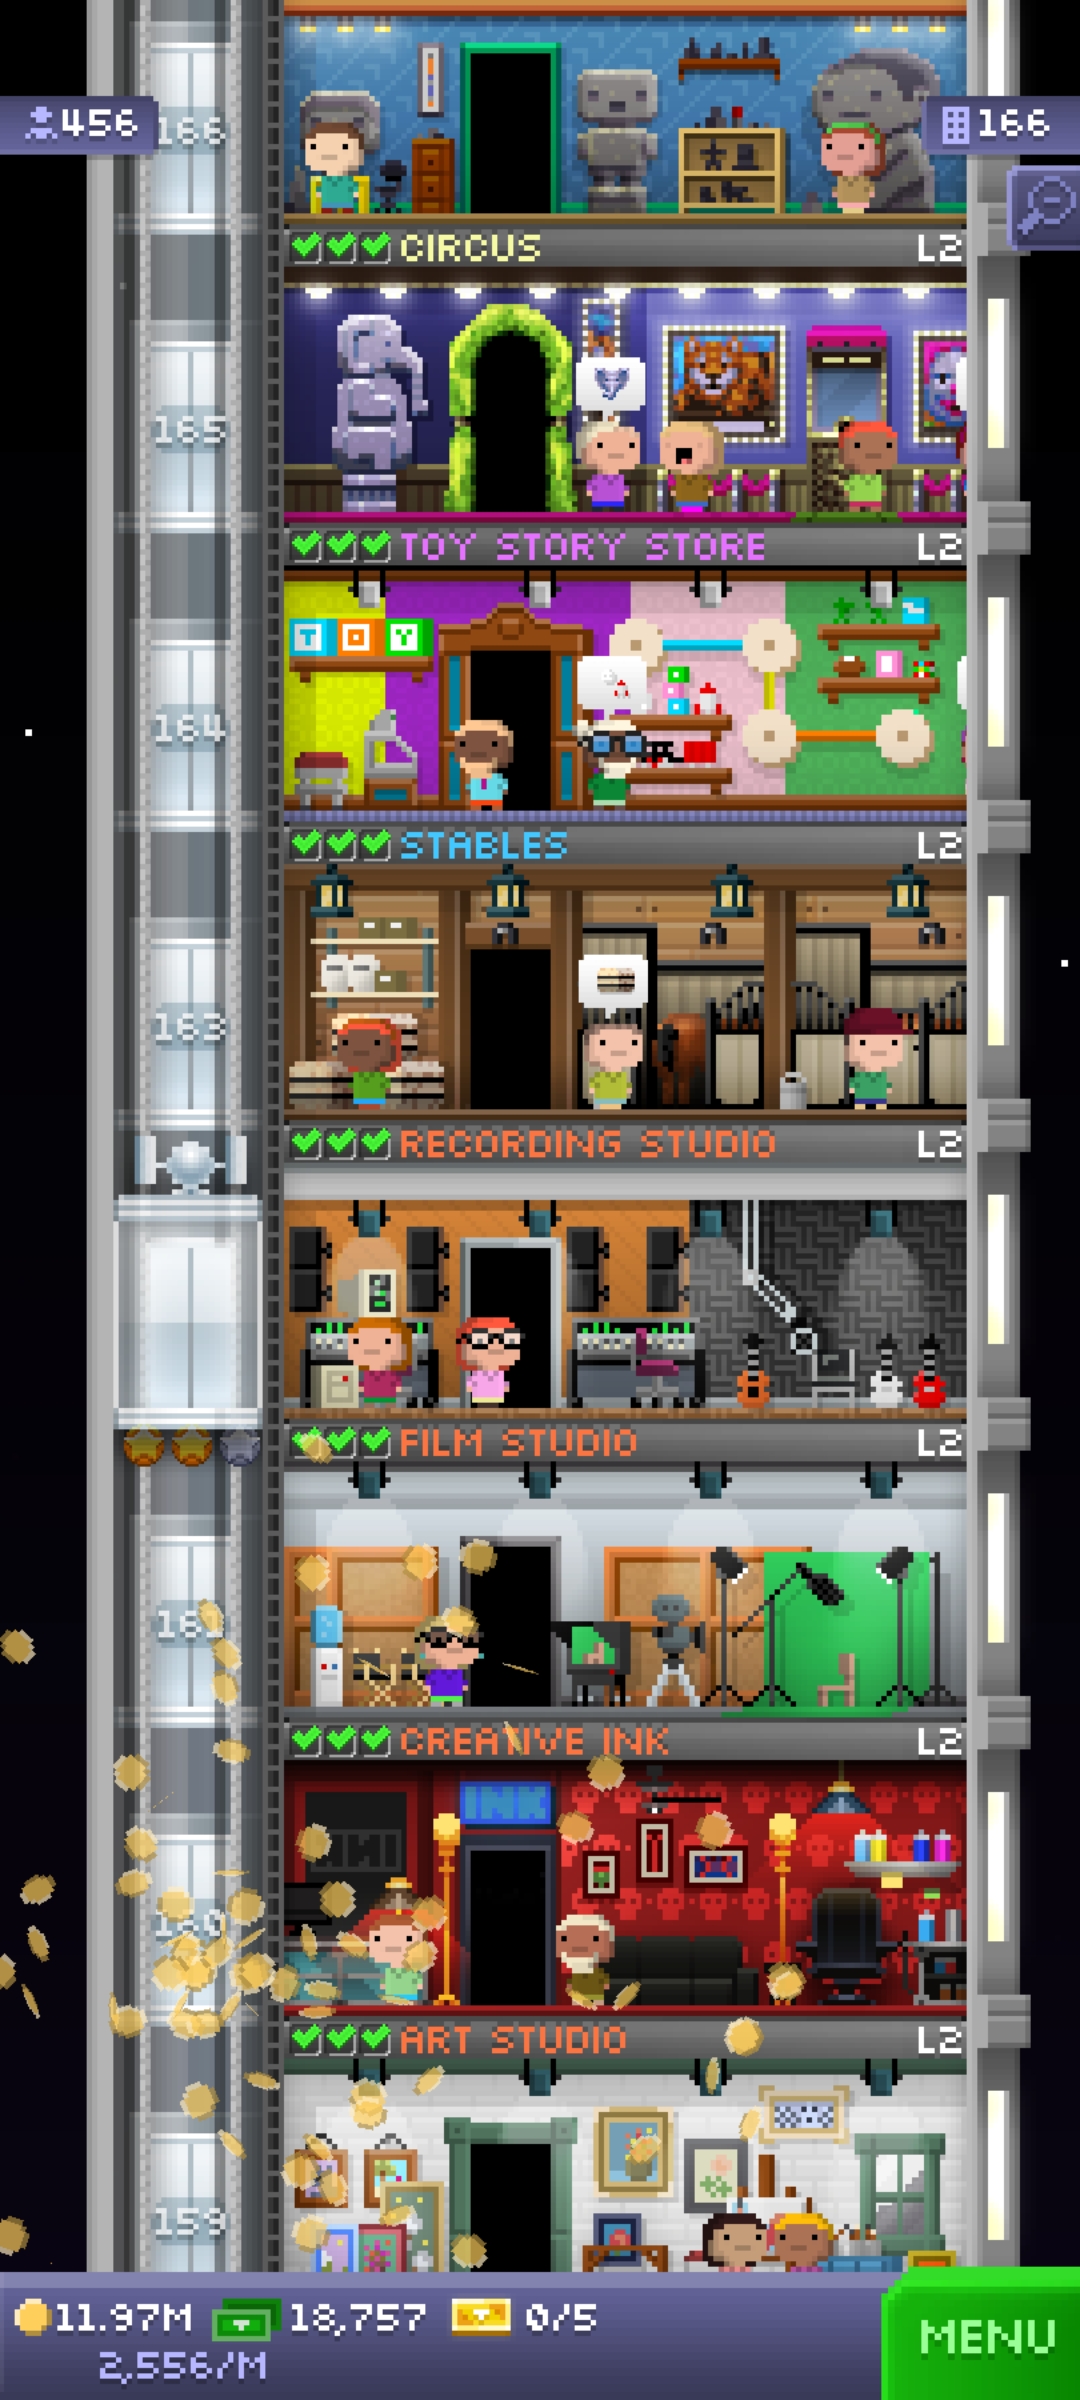 456
166
166
CIRCUS L2
165
TOY STORY STORE L2
T O Y
164
STABLES L2
163
RECORDING STUDIO L2
FILM STUDIO L2
161
CREATIVE INK L2
INK
INK
160
ART STUDIO L2
159
11.97M 18,757 0/5
2,556/M
MENU